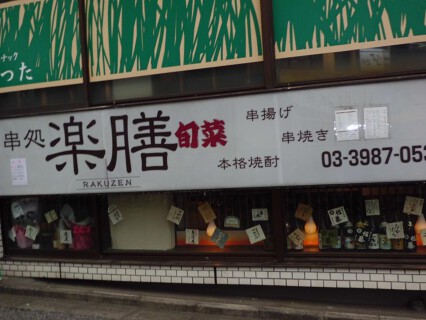 ナック
った
串処 楽膳 旬菜
RAKUZEN
串揚げ
串焼き
本格焼酎
03-3987-053